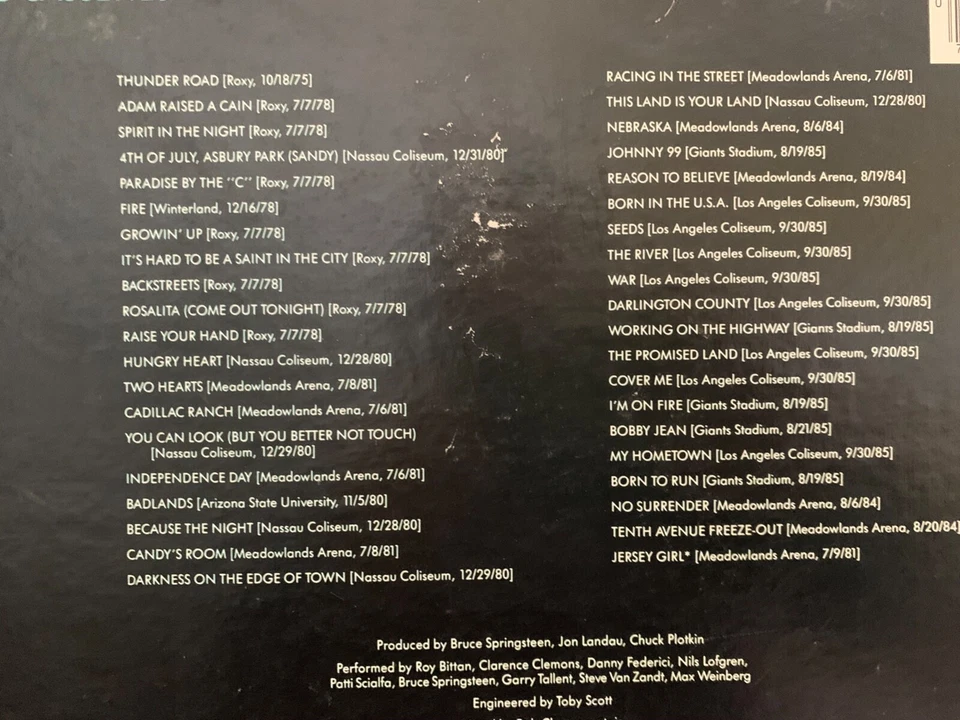 THUNDER ROAD [Roxy, 10/18/75]
ADAM RAISED A CAIN [Roxy, 7/7/78]
SPIRIT IN THE NIGHT [Roxy, 7/7/78]
4TH OF JULY, ASBURY PARK (SANDY) [Nassau Coliseum, 12/31/80]
PARADISE BY THE "C" [Roxy, 7/7/78]
FIRE [Winterland, 12/16/78]
GROWIN' UP [Roxy, 7/7/78]
IT'S HARD TO BE A SAINT IN THE CITY [Roxy, 7/7/78]
BACKSTREETS [Roxy, 7/7/78]
ROSALITA (COME OUT TONIGHT) [Roxy, 7/7/78]
RAISE YOUR HAND [Roxy, 7/7/78]
HUNGRY HEART [Nassau Coliseum, 12/28/80]
TWO HEARTS [Meadowlands Arena, 7/8/81]
CADILLAC RANCH [Meadowlands Arena, 7/6/81]
YOU CAN LOOK (BUT YOU BETTER NOT TOUCH)
[Nassau Coliseum, 12/29/80]
INDEPENDENCE DAY [Meadowlands Arena, 7/6/81]
BADLANDS [Arizona State University, 11/5/80]
BECAUSE THE NIGHT [Nassau Coliseum, 12/28/80]
CANDY'S ROOM [Meadowlands Arena, 7/8/81]
DARKNESS ON THE EDGE OF TOWN [Nassau Coliseum, 12/29/80]
RACING IN THE STREET [Meadowlands Arena, 7/6/81]
THIS LAND IS YOUR LAND [Nassau Coliseum, 12/28/80]
NEBRASKA [Meadowlands Arena, 8/6/84]
JOHNNY 99 [Giants Stadium, 8/19/85]
REASON TO BELIEVE [Meadowlands Arena, 8/19/84]
BORN IN THE U.S.A. [Los Angeles Coliseum, 9/30/85]
SEEDS [Los Angeles Coliseum, 9/30/85]
THE RIVER [Los Angeles Coliseum, 9/30/85]
WAR [Los Angeles Coliseum, 9/30/85]
DARLINGTON COUNTY [Los Angeles Coliseum, 9/30/85]
WORKING ON THE HIGHWAY [Giants Stadium, 8/19/85]
THE PROMISED LAND [Los Angeles Coliseum, 9/30/85]
COVER ME [Los Angeles Coliseum, 9/30/85]
I'M ON FIRE [Giants Stadium, 8/19/85]
BOBBY JEAN [Giants Stadium, 8/21/85]
MY HOMETOWN [Los Angeles Coliseum, 9/30/85]
BORN TO RUN [Giants Stadium, 8/19/85]
NO SURRENDER [Meadowlands Arena, 8/6/84]
TENTH AVENUE FREEZE-OUT [Meadowlands Arena, 8/20/84]
JERSEY GIRL* [Meadowlands Arena, 7/9/81]
Produced by Bruce Springsteen, Jon Landau, Chuck Plotkin
Performed by Roy Bittan, Clarence Clemons, Danny Federici, Nils Lofgren,
Patti Scialfa, Bruce Springsteen, Garry Tallent, Steve Van Zandt, Max Weinberg
Engineered by Toby Scott